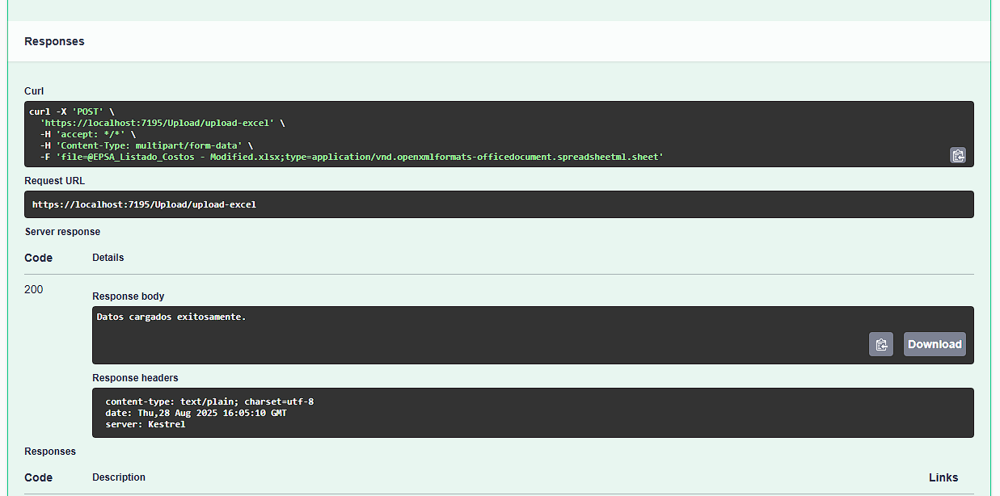 Responses
Curl
curl -X 'POST' \
'https://localhost:7195/Upload/upload-excel' \
-H 'accept: */*' \
-H 'Content-Type: multipart/form-data' \
-F 'file=@EPSA_Listado_Costos - Modified.xlsx;type=application/vnd.openxmlformats-officedocument.spreadsheetml.sheet'
Request URL
https://localhost:7195/Upload/upload-excel
Server response
Code Details
200
Response body
Datos cargados exitosamente.
Download
Response headers
content-type: text/plain; charset=utf-8
date: Thu,28 Aug 2025 16:05:10 GMT
server: Kestrel
Responses
Code Description Links